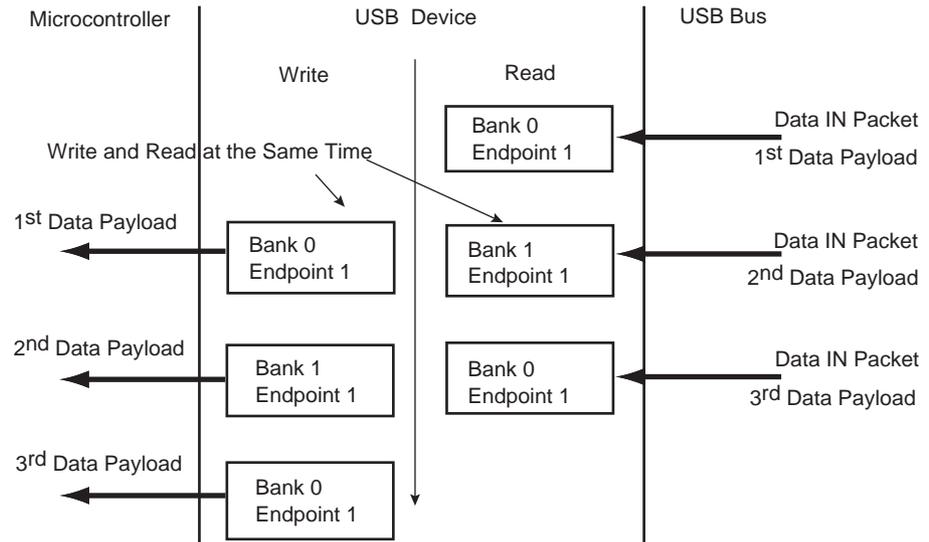 Microcontroller
USB Device
USB Bus
Write
Read
Bank 0
Endpoint 1
Data IN Packet
1st Data Payload
Write and Read at the Same Time
1st Data Payload
Bank 0
Endpoint 1
Bank 1
Endpoint 1
Data IN Packet
2nd Data Payload
2nd Data Payload
Bank 1
Endpoint 1
Bank 0
Endpoint 1
Data IN Packet
3rd Data Payload
3rd Data Payload
Bank 0
Endpoint 1